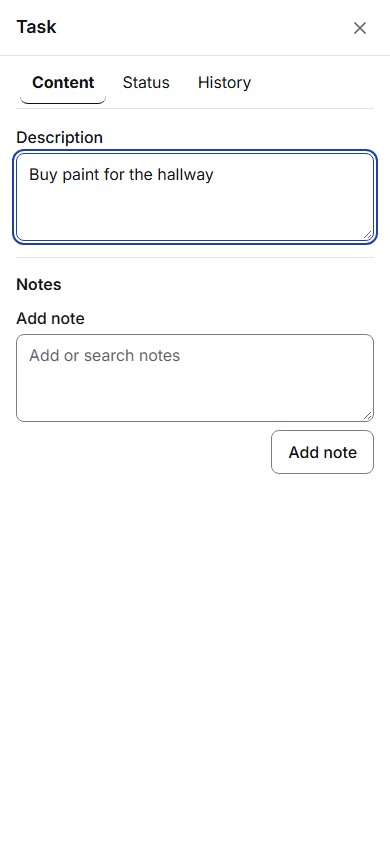 Task
Content Status History
Description
Buy paint for the hallway
Notes
Add note
Add or search notes
Add note